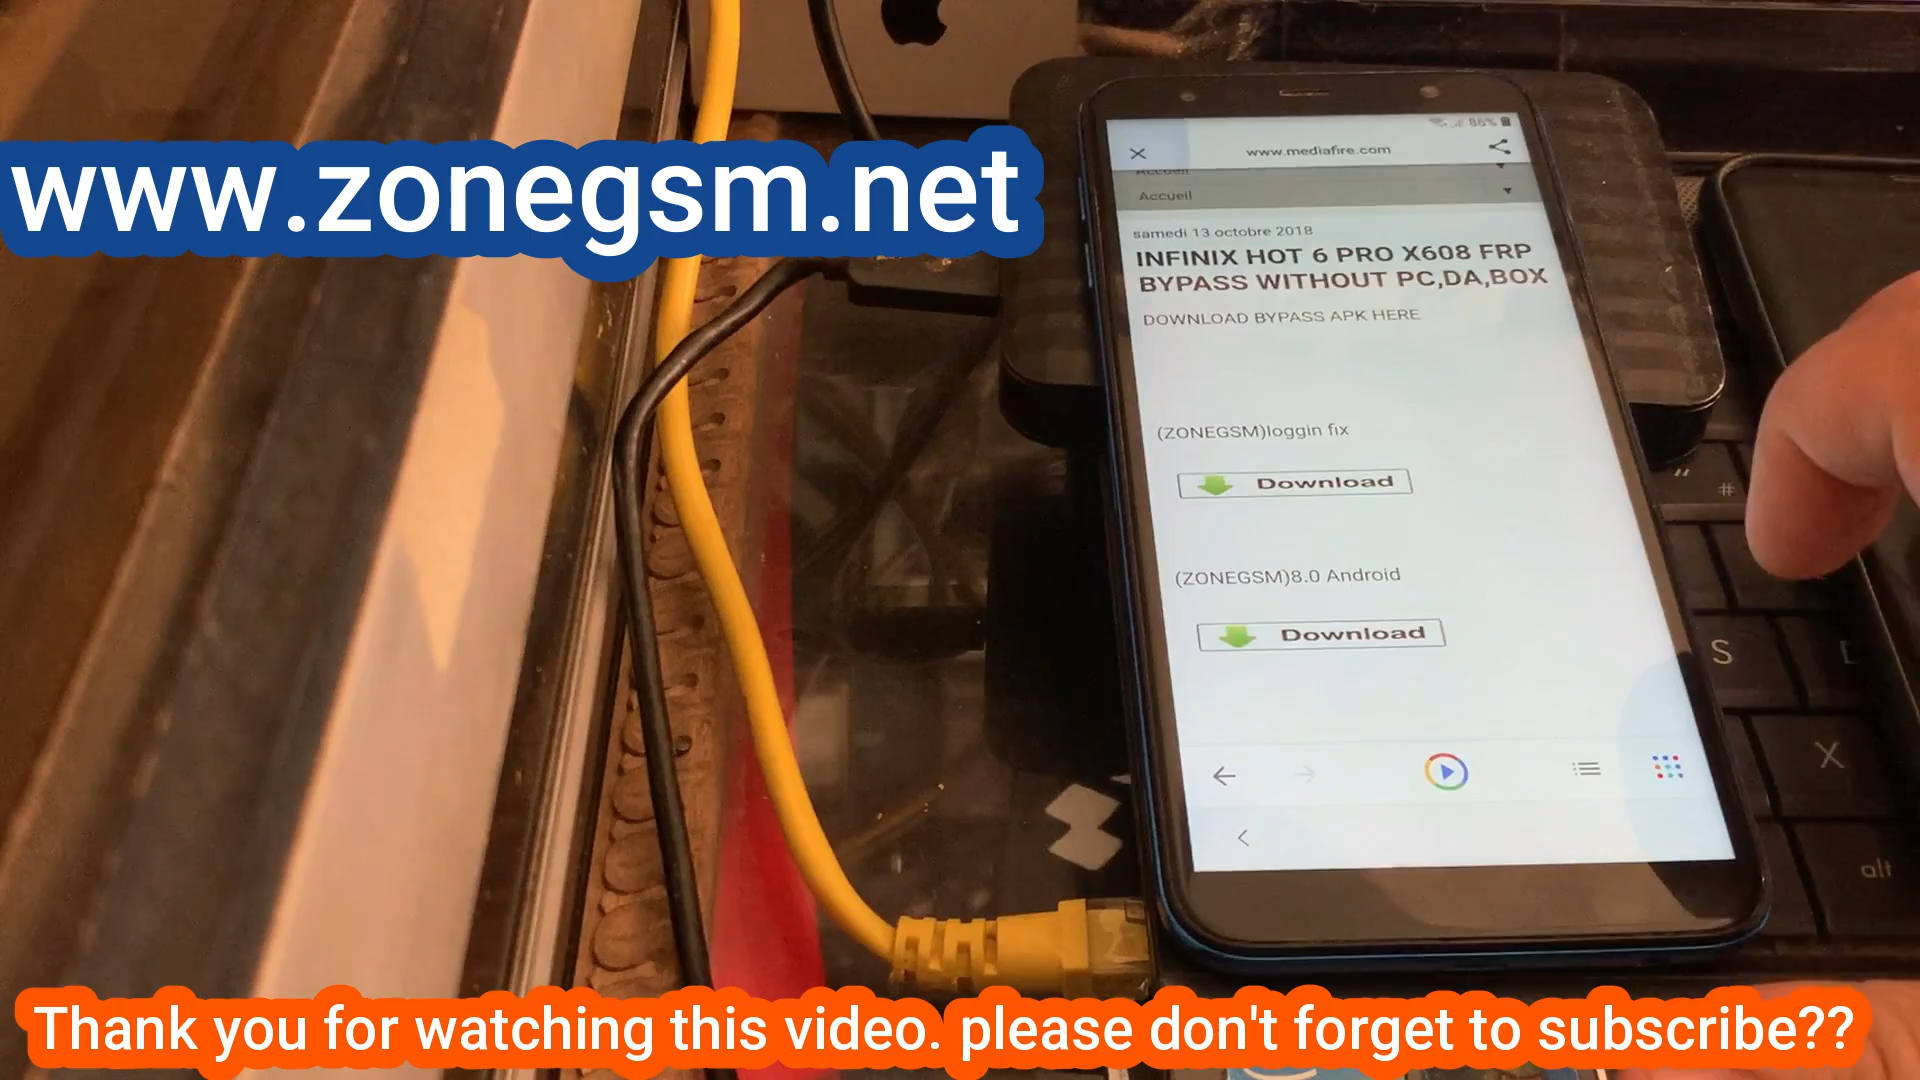 www.zonegsm.net
86%
www.mediafire.com
Accueil
Accueil
samedi 13 octobre 2018
INFINIX HOT 6 PRO X608 FRP
BYPASS WITHOUT PC,DA,BOX
DOWNLOAD BYPASS APK HERE
(ZONEGSM)loggin fix
Download
(ZONEGSM)8.0 Android
Download
"
#
S
X
alt
Thank you for watching this video. please don't forget to subscribe??